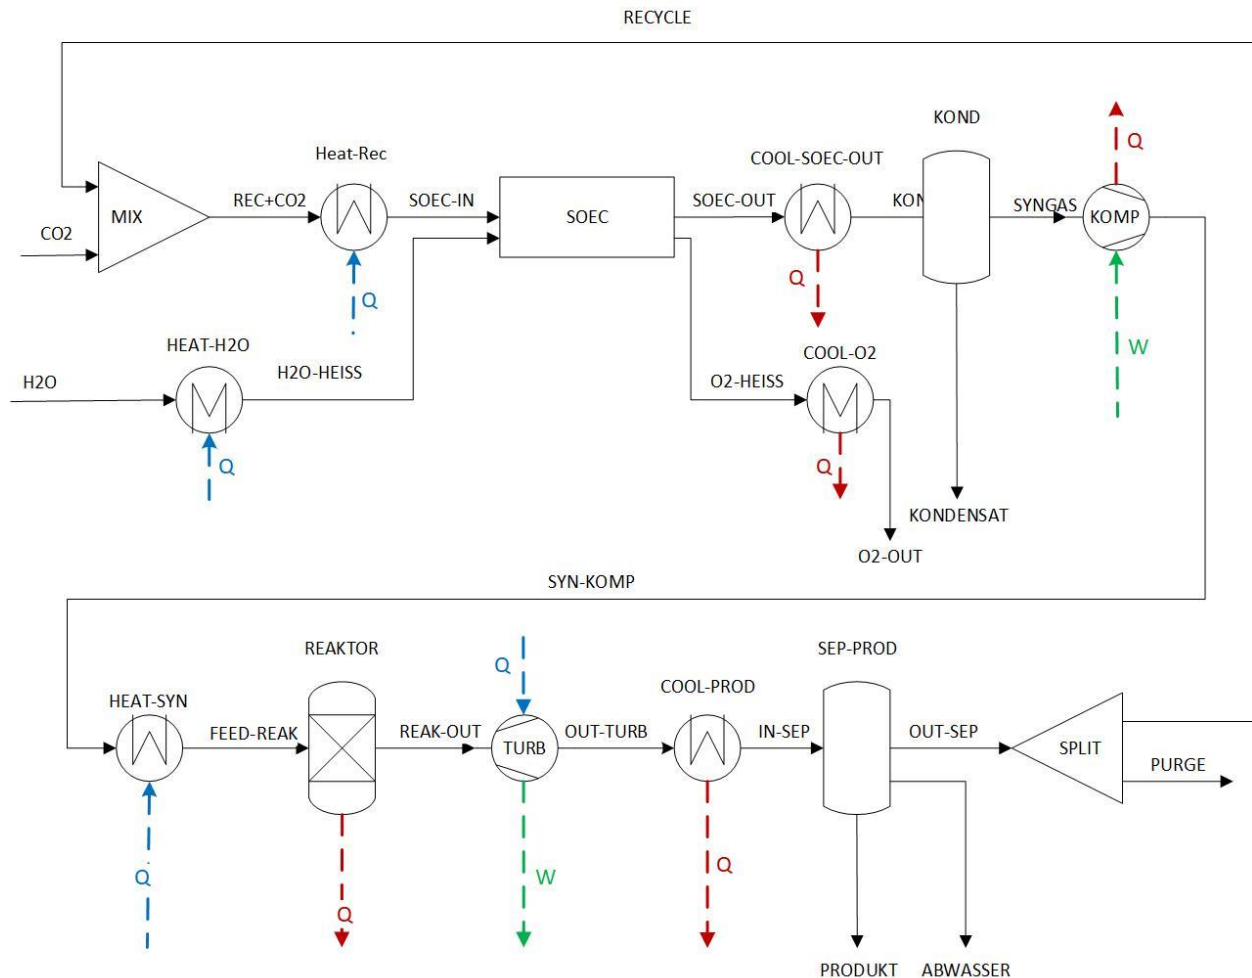 RECYCLE
KOND
Q
Heat-Rec
COOL-SOEC-OUT
MIX
REC+CO2
SOEC-IN
SOEC
SOEC-OUT
SYNGAS
KOMP
CO2
Q
Q
HEAT-H2O
COOL-O2
W
H2O
H2O-HEISS
O2-HEISS
Q
Q
KONDENSAT
O2-OUT
SYN-KOMP
REAKTOR
SEP-PROD
Q
HEAT-SYN
COOL-PROD
FEED-REAK
REAK-OUT
TURB
OUT-TURB
IN-SEP
OUT-SEP
SPLIT
PURGE
Q
Q
W
Q
PRODUKT
ABWASSER